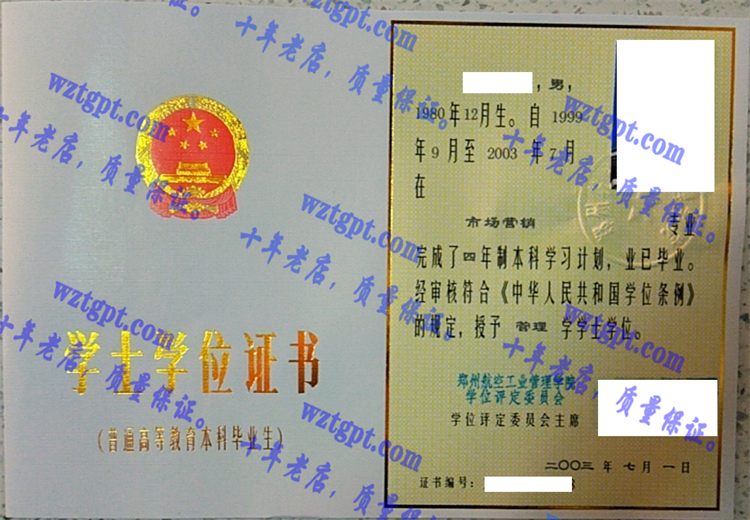 学士学位证书
(普通高等教育本科毕业生)
，男，
1980年12月生。自1999
年9月至2003年7月
在
市场营销 专业
完成了四年制本科学习计划，业已毕业。
经审核符合《中华人民共和国学位条例》
的规定，授予 管理 学学士学位。
郑州航空工业管理学院
学位评定委员会
学位评定委员会主席
二〇〇三年七月一日
证书编号：
wztgpt.com
十年老店，质量保证。